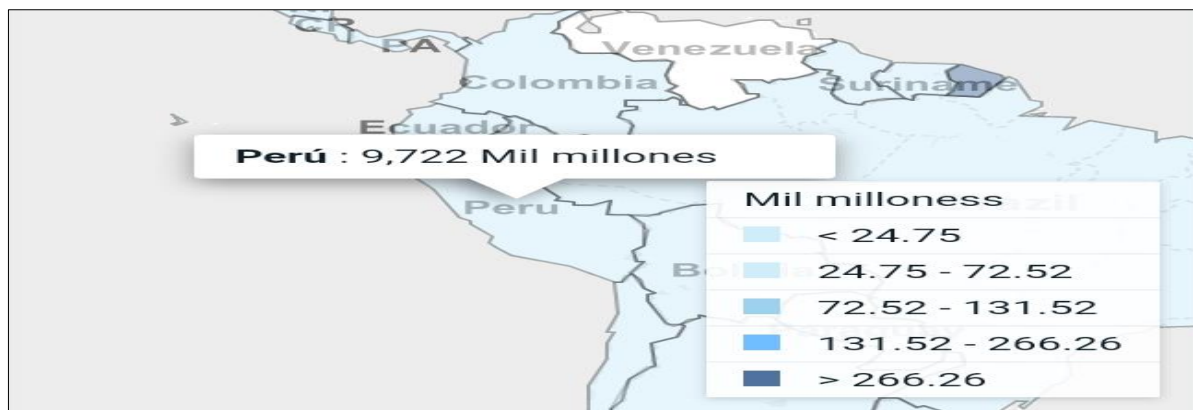 CR
PA
Venezuela
Colombia
Suriname
Ecuador
Perú : 9,722 Mil millones
Peru
Mil milloness
< 24.75
24.75 - 72.52
72.52 - 131.52
131.52 - 266.26
> 266.26